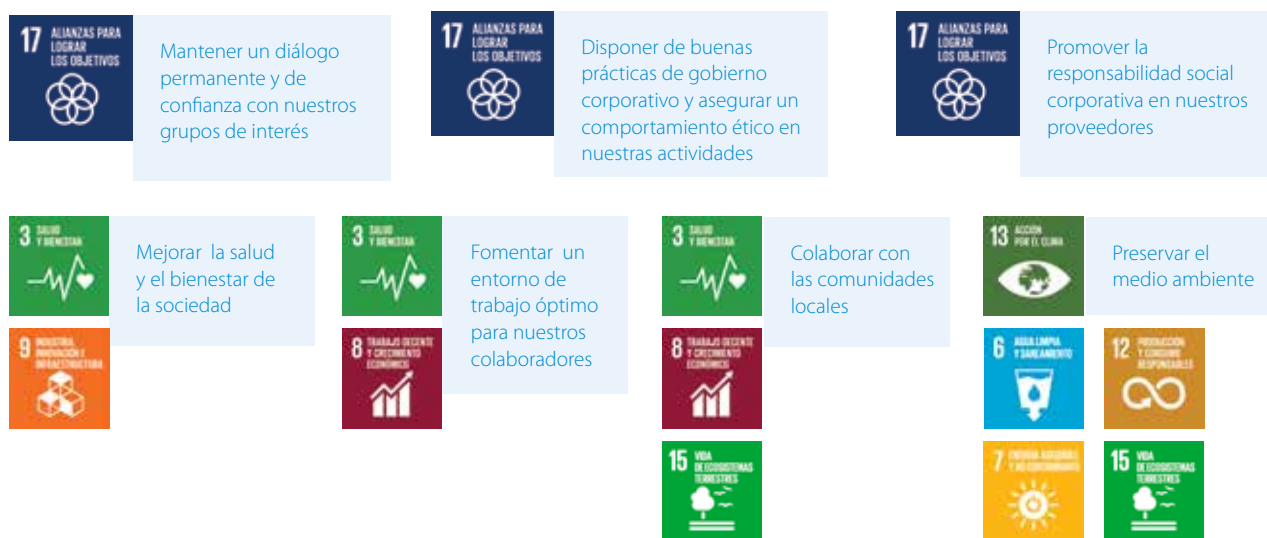 17 ALIANZAS PARA
LOGRAR
LOS OBJETIVOS
Mantener un diálogo
permanente y de
confianza con nuestros
grupos de interés
17 ALIANZAS PARA
LOGRAR
LOS OBJETIVOS
Disponer de buenas
prácticas de gobierno
corporativo y asegurar un
comportamiento ético en
nuestras actividades
17 ALIANZAS PARA
LOGRAR
LOS OBJETIVOS
Promover la
responsabilidad social
corporativa en nuestros
proveedores
3 SALUD
Y BIENESTAR
Mejorar la salud
y el bienestar de
la sociedad
9 INDUSTRIA,
INNOVACIÓN E
INFRAESTRUCTURA
3 SALUD
Y BIENESTAR
Fomentar un
entorno de
trabajo óptimo
para nuestros
colaboradores
8 TRABAJO DECENTE
Y CRECIMIENTO
ECONÓMICO
3 SALUD
Y BIENESTAR
Colaborar con
las comunidades
locales
8 TRABAJO DECENTE
Y CRECIMIENTO
ECONÓMICO
15 VIDA
DE ECOSISTEMAS
TERRESTRES
13 ACCIÓN
POR EL CLIMA
Preservar el
medio ambiente
6 AGUA LIMPIA
Y SANEAMIENTO
12 PRODUCCIÓN
Y CONSUMO
RESPONSABLES
7 ENERGÍA ASEQUIBLE
Y NO CONTAMINANTE
15 VIDA
DE ECOSISTEMAS
TERRESTRES